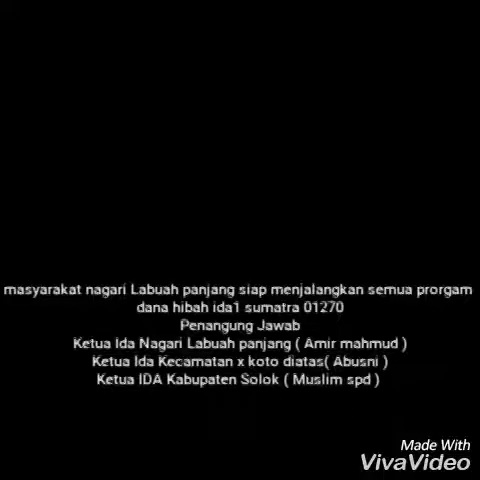 masyarakat nagari Labuah panjang siap menjalangkan semua prorgam
dana hibah ida1 sumatra 01270
Penangung Jawab
Ketua Ida Nagari Labuah panjang ( Amir mahmud )
Ketua Ida Kecamatan x koto diatas( Abusni )
Ketua IDA Kabupaten Solok ( Muslim spd )
Made With
VivaVideo